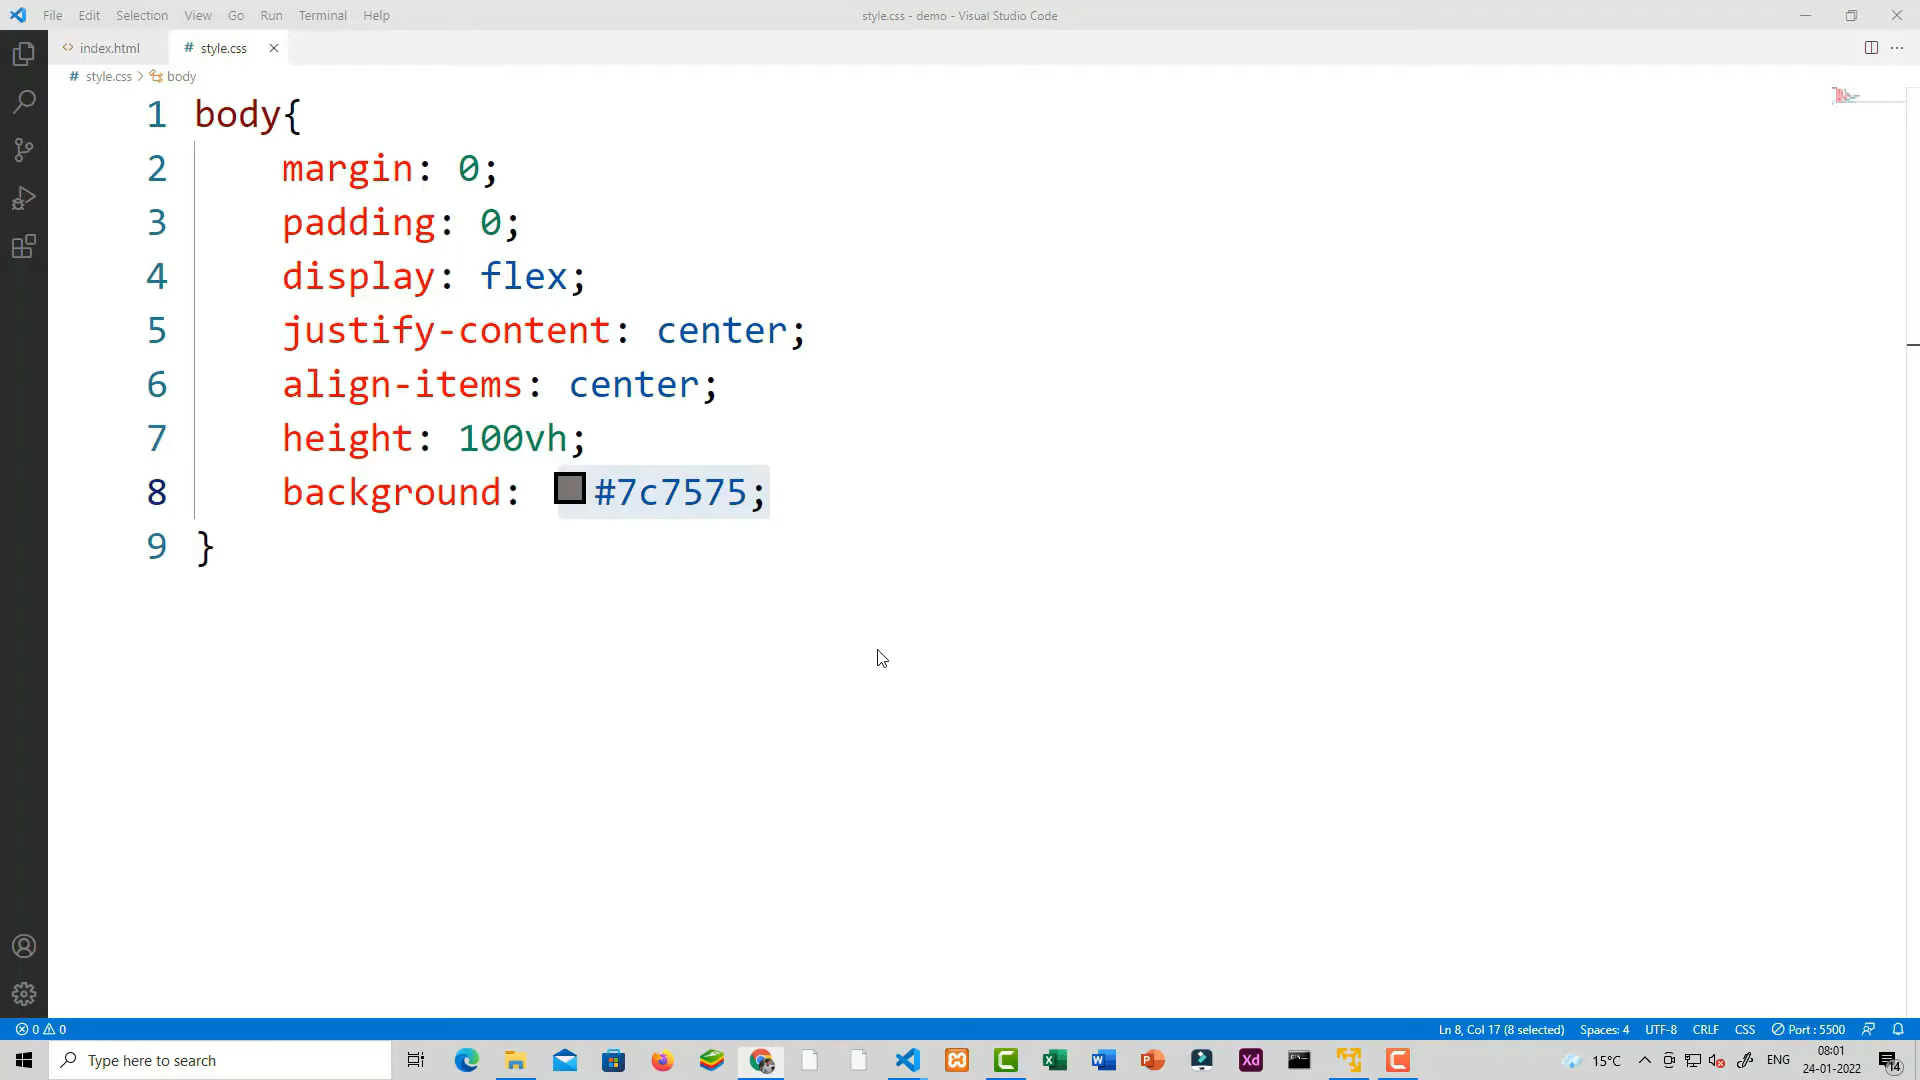 File Edit Selection View Go Run Terminal Help
style.css - demo - Visual Studio Code
<> index.html
# style.css
# style.css > body
1 body{
2 margin: 0;
3 padding: 0;
4 display: flex;
5 justify-content: center;
6 align-items: center;
7 height: 100vh;
8 background: #7c7575;
9 }
0 0
Ln 8, Col 17 (8 selected) Spaces: 4 UTF-8 CRLF CSS Port : 5500
Type here to search
Xd
15°C
ENG
08:01
24-01-2022
14